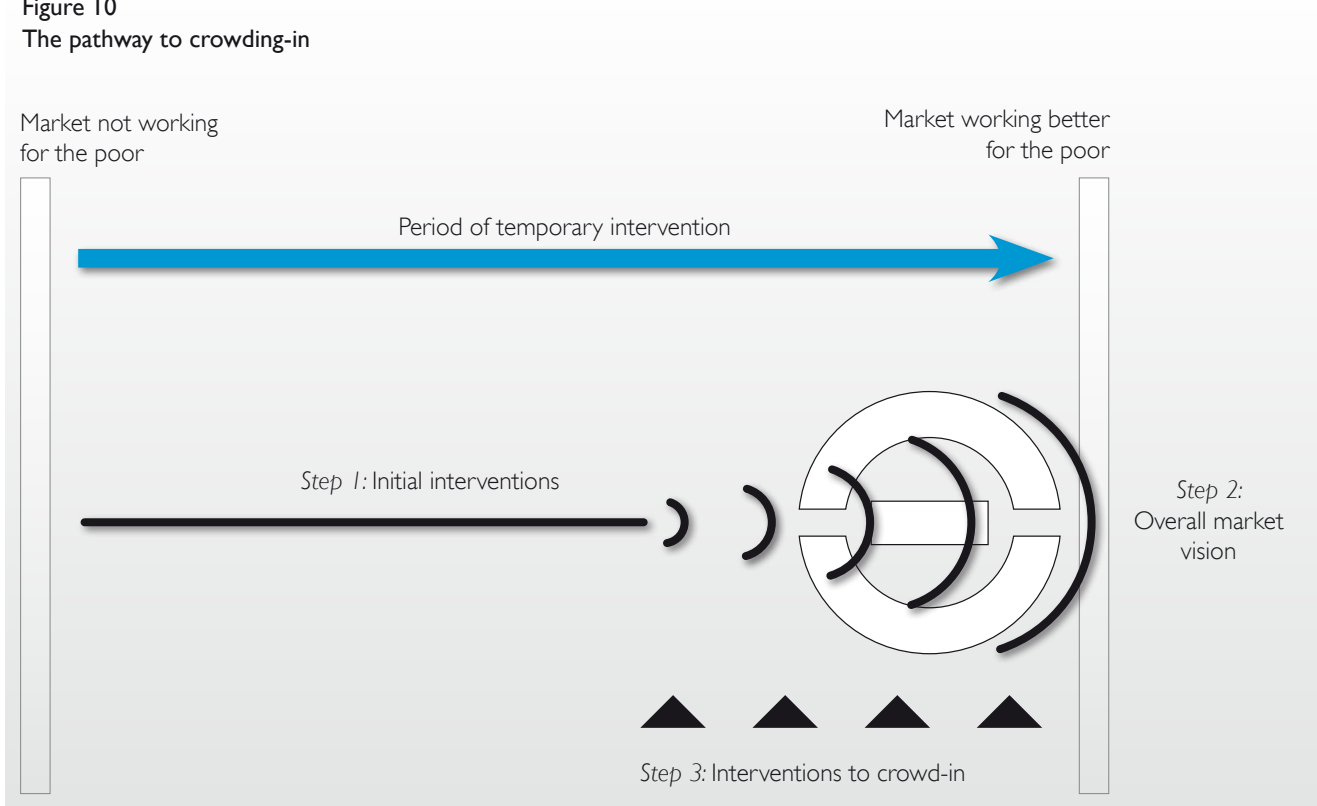 Figure 10
The pathway to crowding-in
Market not working
for the poor
Market working better
for the poor
Period of temporary intervention
Step 1: Initial interventions
Step 2:
Overall market
vision
Step 3: Interventions to crowd-in